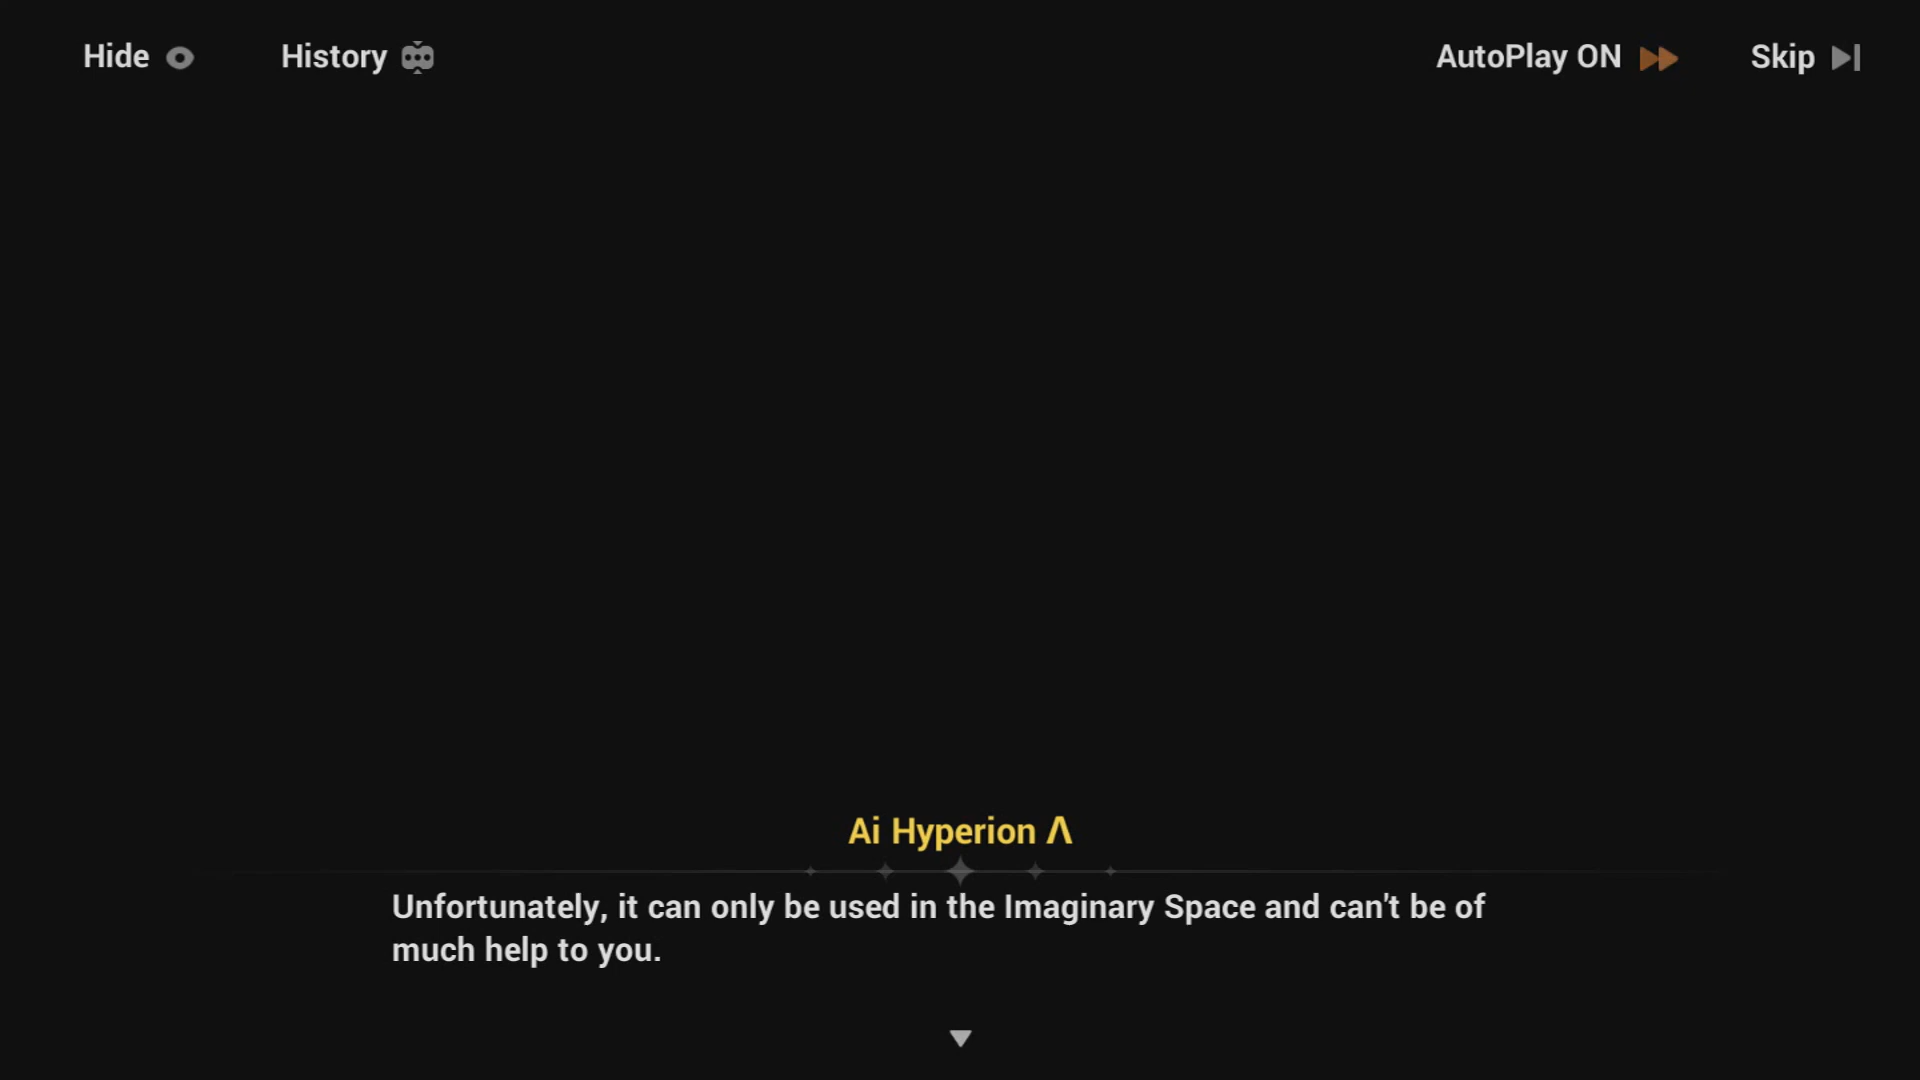 Hide
History
AutoPlay ON
Skip
Ai Hyperion Λ
Unfortunately, it can only be used in the Imaginary Space and can't be of
much help to you.